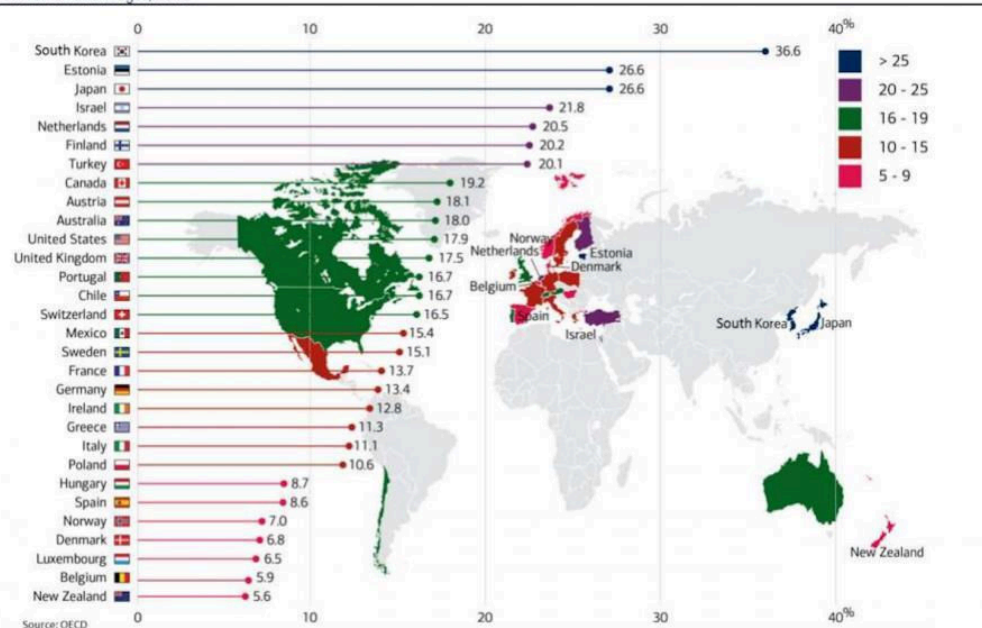 0 10 20 30 40%
South Korea 36.6
Estonia 26.6
Japan 26.6
Israel 21.8
Netherlands 20.5
Finland 20.2
Turkey 20.1
Canada 19.2
Austria 18.1
Australia 18.0
United States 17.9
United Kingdom 17.5
Portugal 16.7
Chile 16.7
Switzerland 16.5
Mexico 15.4
Sweden 15.1
France 13.7
Germany 13.4
Ireland 12.8
Greece 11.3
Italy 11.1
Poland 10.6
Hungary 8.7
Spain 8.6
Norway 7.0
Denmark 6.8
Luxembourg 6.5
Belgium 5.9
New Zealand 5.6
0 10 20 30 40%
> 25
20 - 25
16 - 19
10 - 15
5 - 9
Norway
Netherlands
Estonia
Denmark
Belgium
Spain
Israel
South Korea
Japan
New Zealand
Source: OECD